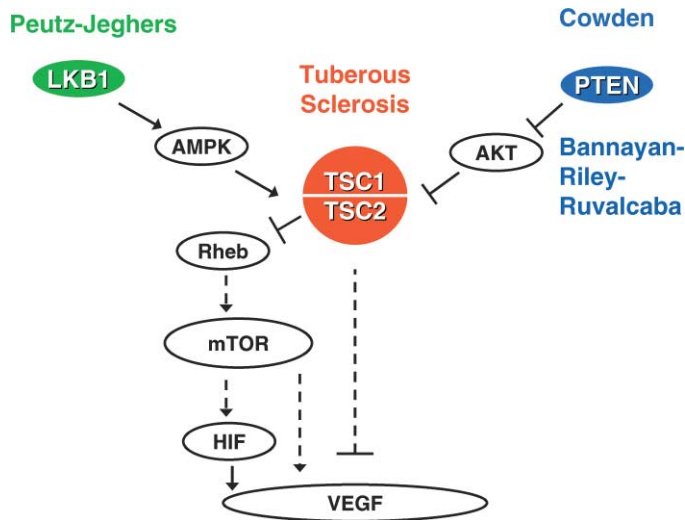 Peutz-Jeghers
Cowden
LKB1
Tuberous
Sclerosis
PTEN
AMPK
AKT
Bannayan-
Riley-
Ruvalcaba
TSC1
TSC2
Rheb
mTOR
HIF
VEGF